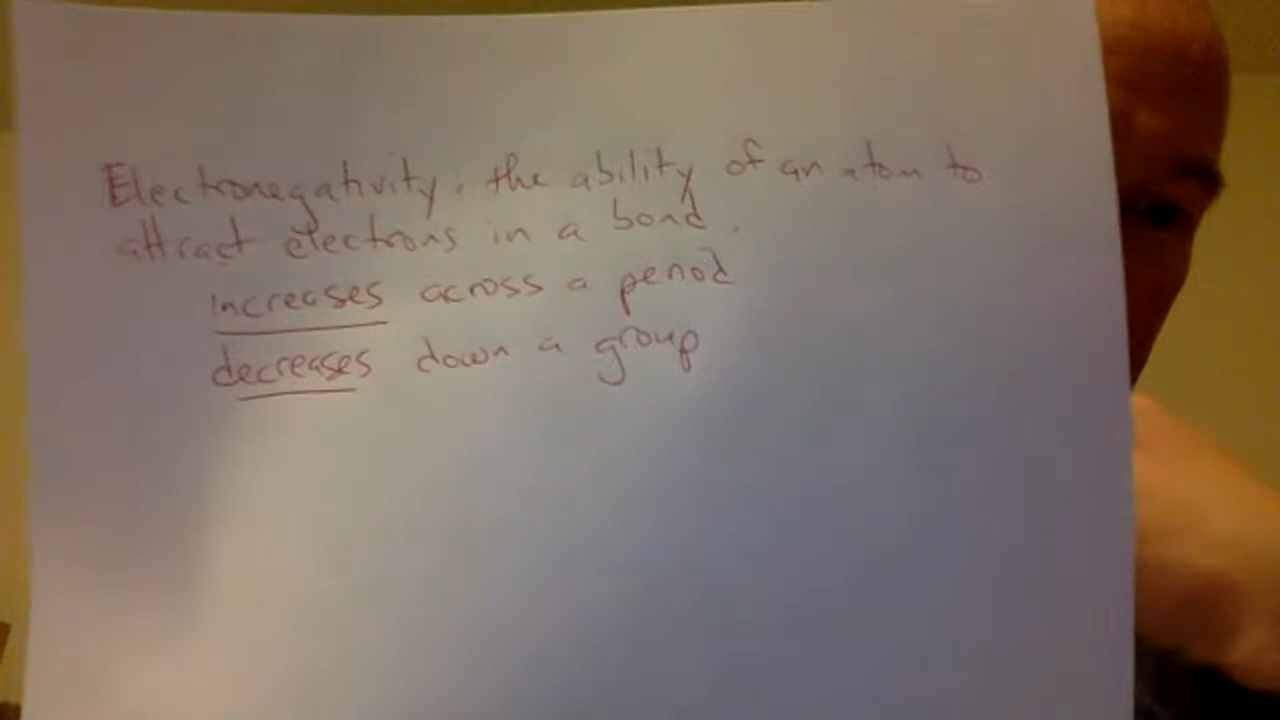 Electronegativity, the ability of an atom to
attract electrons in a bond.
increases across a period
decreases down a group